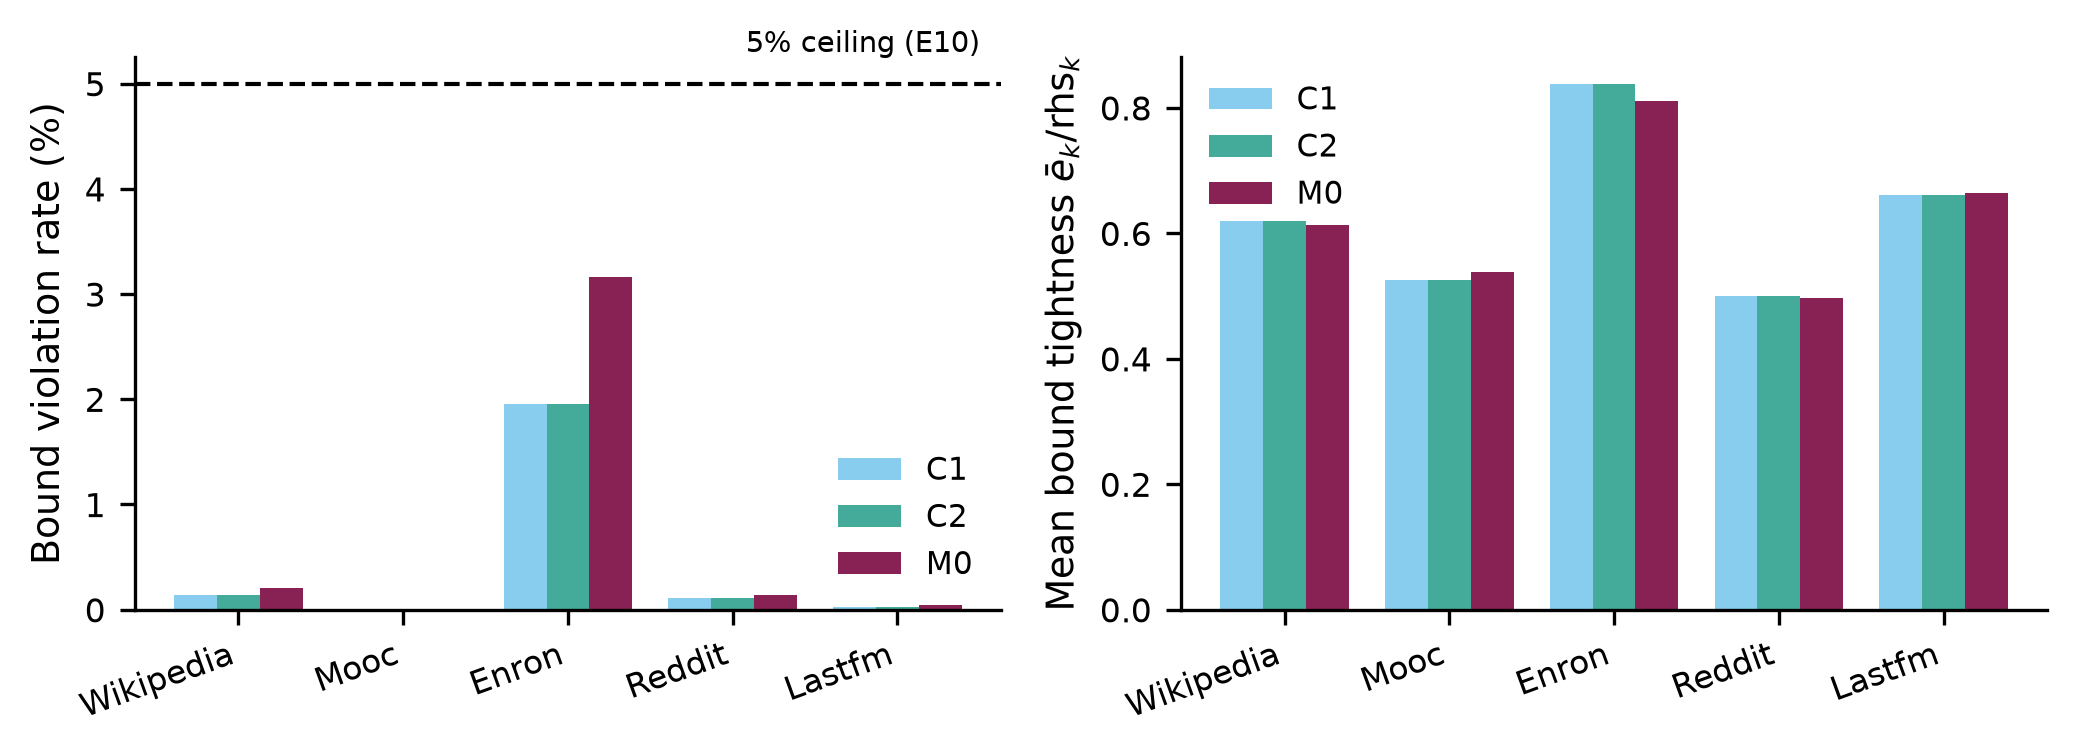 5% ceiling (E10)
Bound violation rate (%)
5
4
3
2
1
0
C1
C2
M0
Wikipedia
Mooc
Enron
Reddit
Lastfm
Mean bound tightness ēₖ/rhsₖ
0.8
0.6
0.4
0.2
0.0
C1
C2
M0
Wikipedia
Mooc
Enron
Reddit
Lastfm